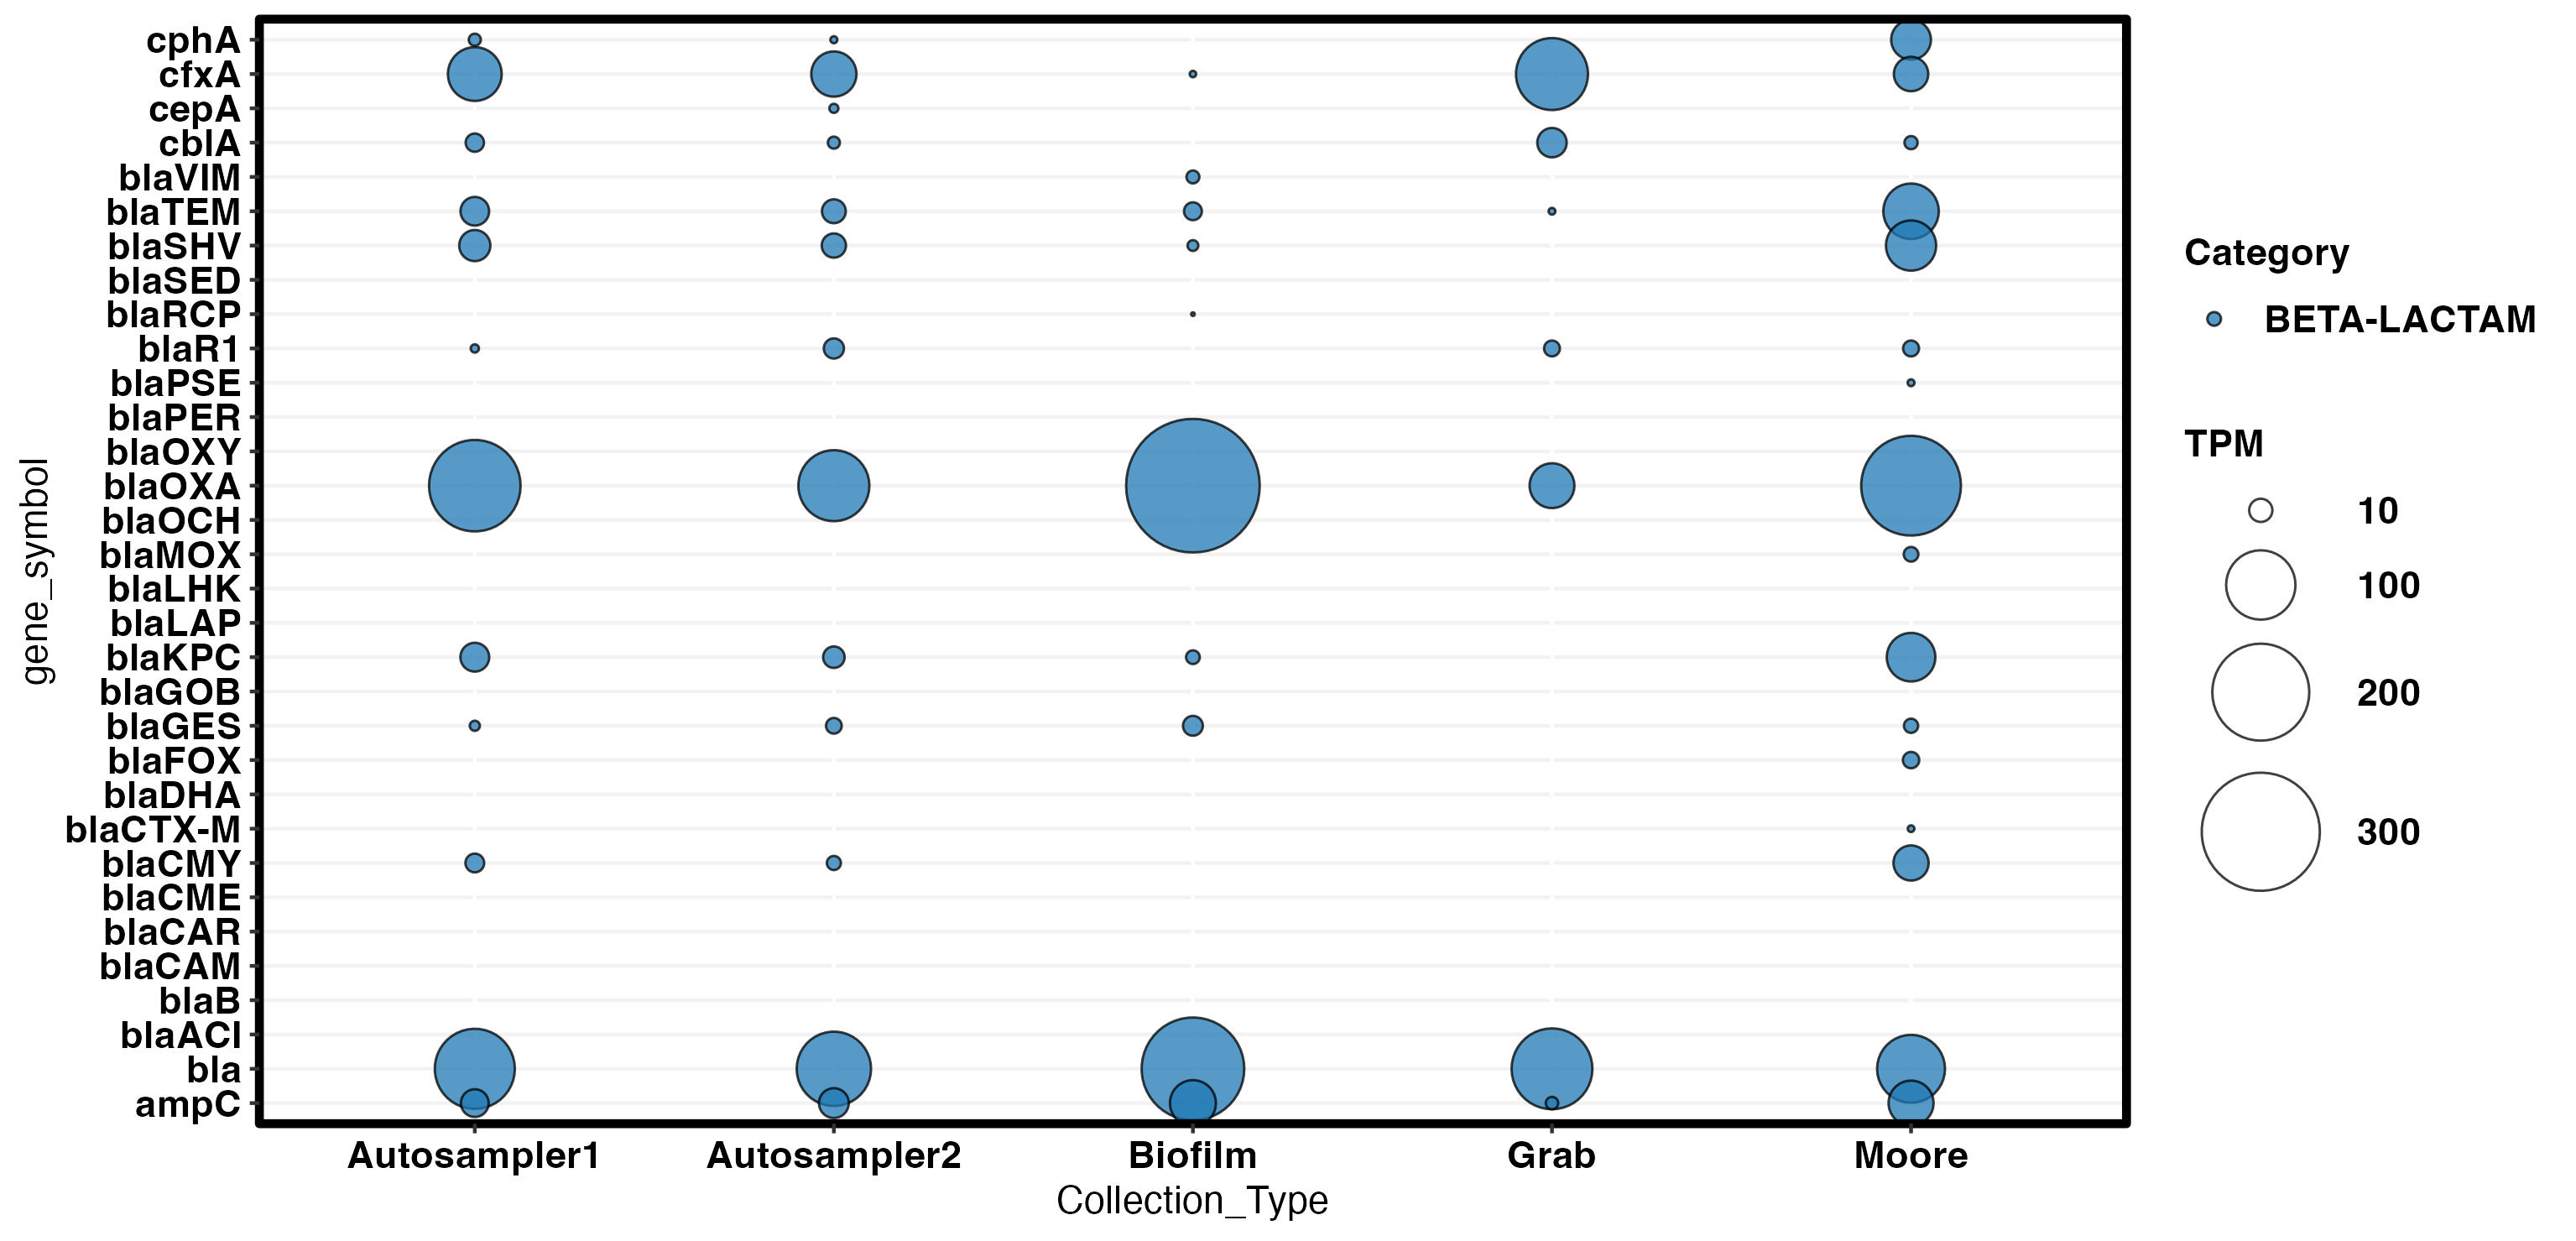 cphA
cfxA
cepA
cblA
blaVIM
blaTEM
blaSHV
blaSED
blaRCP
blaR1
blaPSE
blaPER
blaOXY
blaOXA
blaOCH
blaMOX
blaLHK
blaLAP
blaKPC
blaGOB
blaGES
blaFOX
blaDHA
blaCTX-M
blaCMY
blaCME
blaCAR
blaCAM
blaB
blaACI
bla
ampC
gene_symbol
Autosampler1 Autosampler2 Biofilm Grab Moore
Collection_Type
Category
BETA-LACTAM
TPM
10
100
200
300